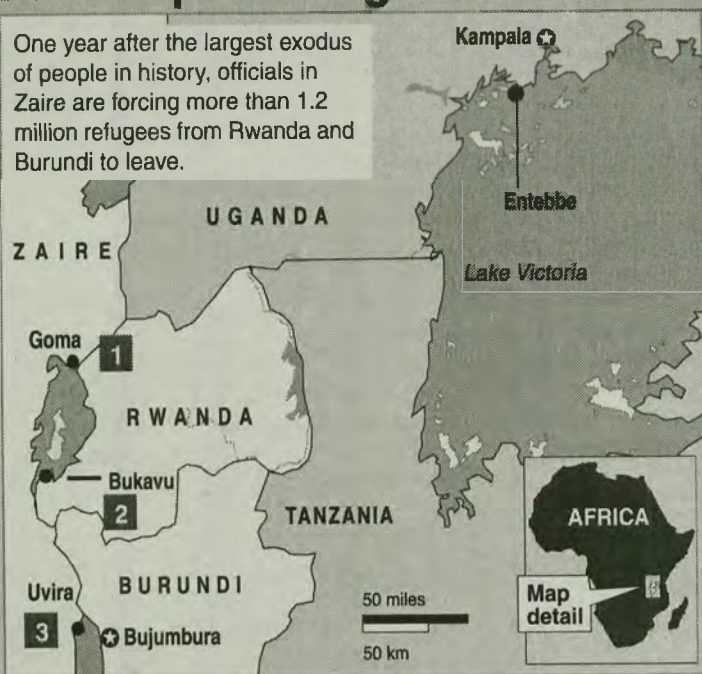 One year after the largest exodus
of people in history, officials in
Zaire are forcing more than 1.2
million refugees from Rwanda and
Burundi to leave.
Kampala
Entebbe
UGANDA
ZAIRE
Lake Victoria
Goma
1
RWANDA
Bukavu
2
TANZANIA
AFRICA
Map
detail
BURUNDI
Uvira
3
Bujumbura
50 miles
50 km